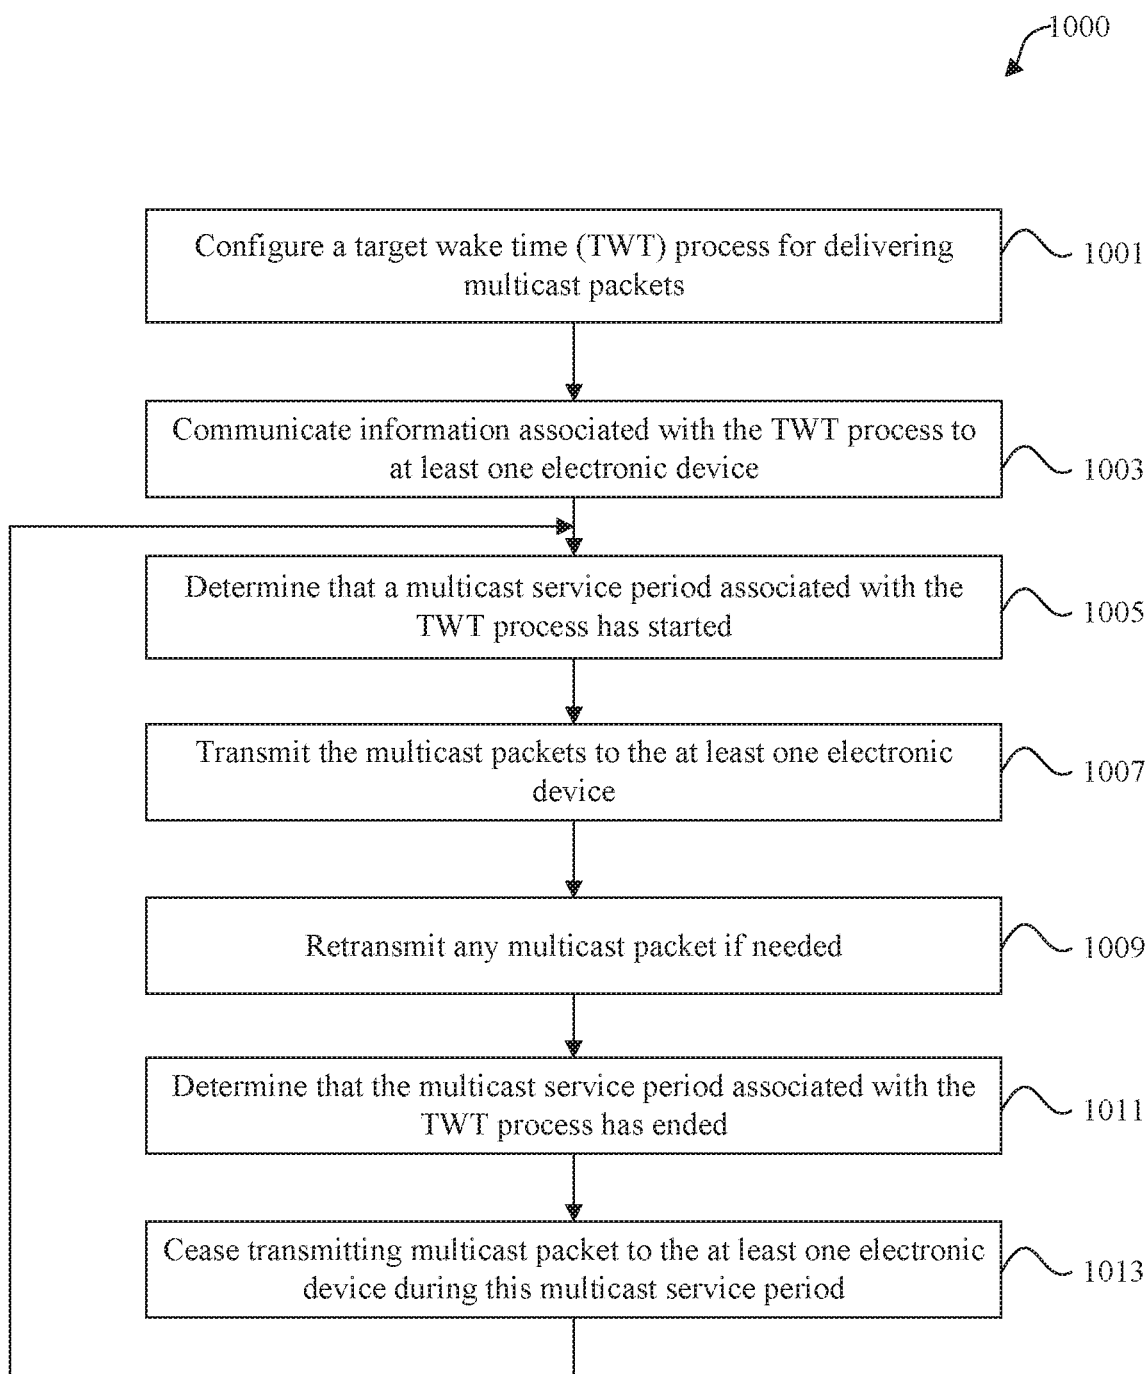 1000
Configure a target wake time (TWT) process for delivering
multicast packets
1001
Communicate information associated with the TWT process to
at least one electronic device
1003
Determine that a multicast service period associated with the
TWT process has started
1005
Transmit the multicast packets to the at least one electronic
device
1007
Retransmit any multicast packet if needed
1009
Determine that the multicast service period associated with the
TWT process has ended
1011
Cease transmitting multicast packet to the at least one electronic
device during this multicast service period
1013